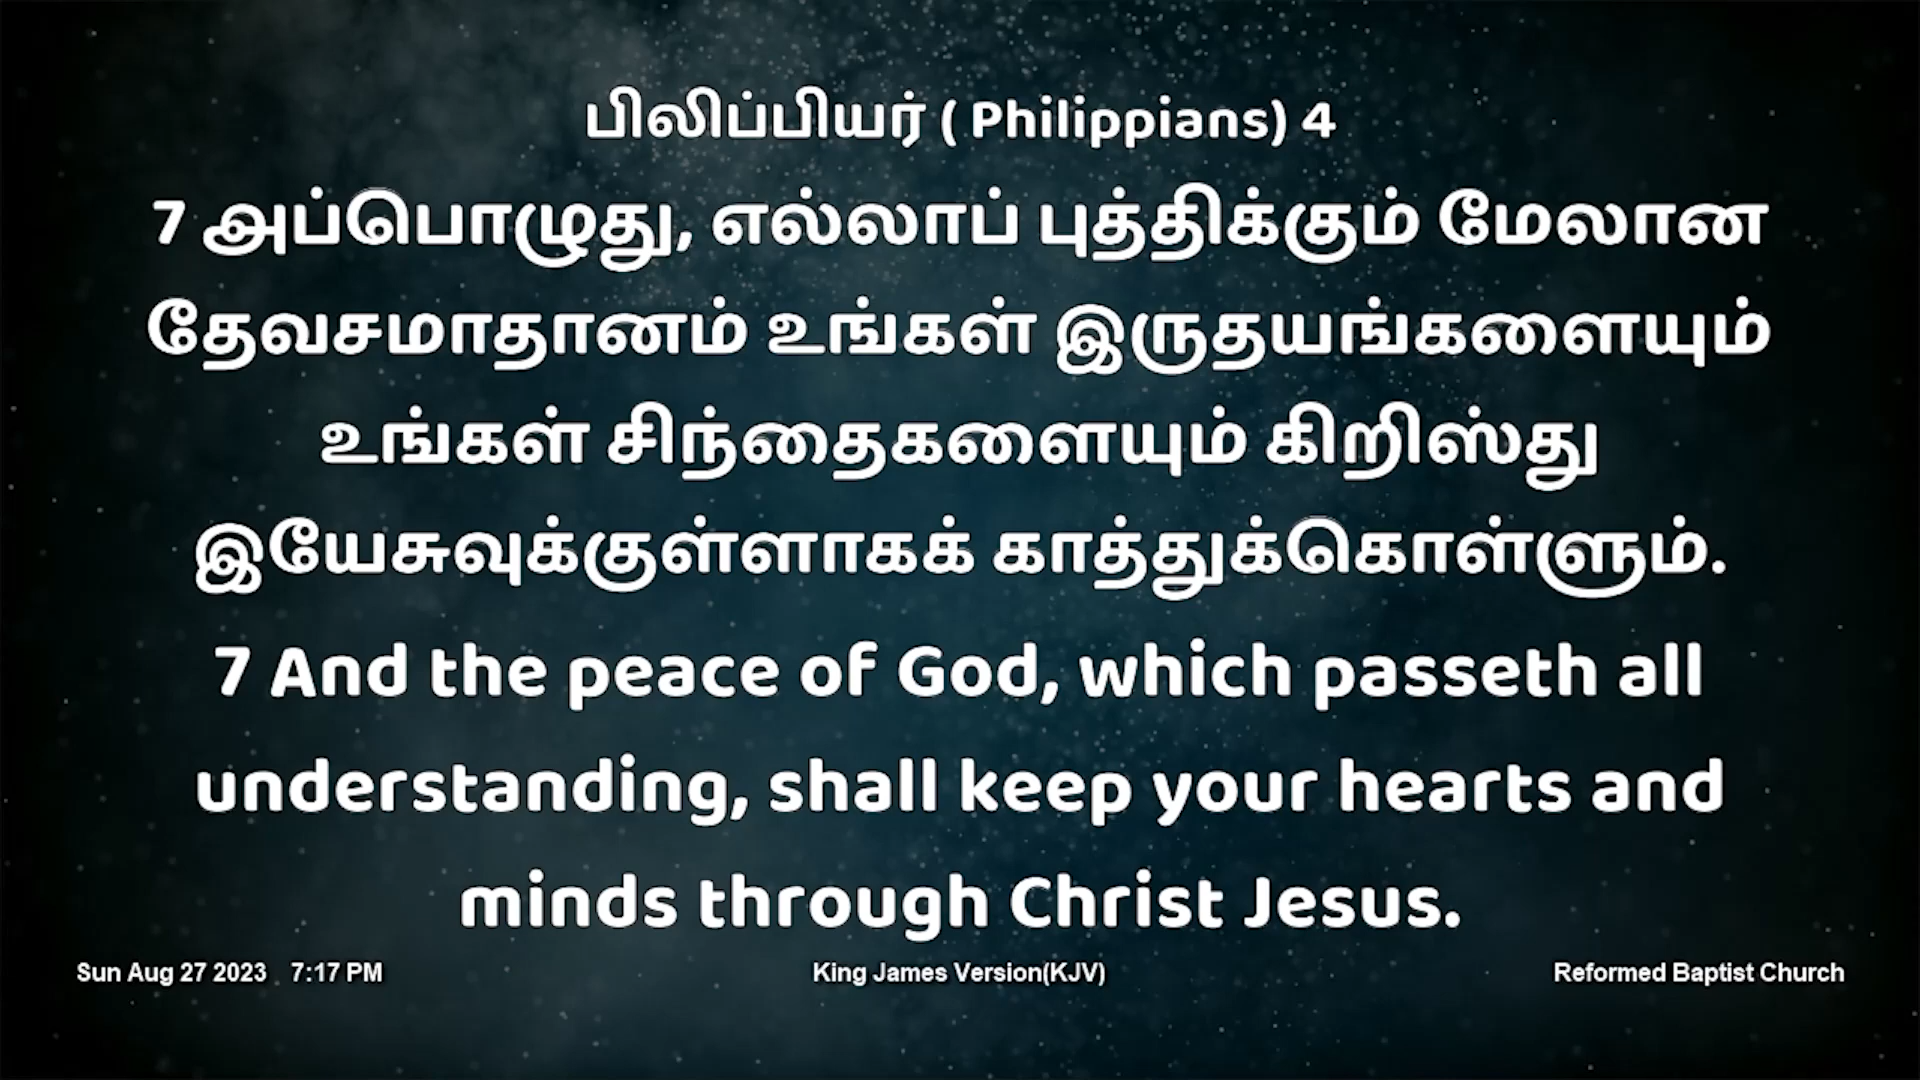 பிலிப்பியர் ( Philippians) 4
7 அப்பொழுது, எல்லாப் புத்திக்கும் மேலான
தேவசமாதானம் உங்கள் இருதயங்களையும்
உங்கள் சிந்தைகளையும் கிறிஸ்து
இயேசுவுக்குள்ளாகக் காத்துக்கொள்ளும்.
7 And the peace of God, which passeth all
understanding, shall keep your hearts and
minds through Christ Jesus.
Sun Aug 27 2023 7:17 PM King James Version(KJV) Reformed Baptist Church